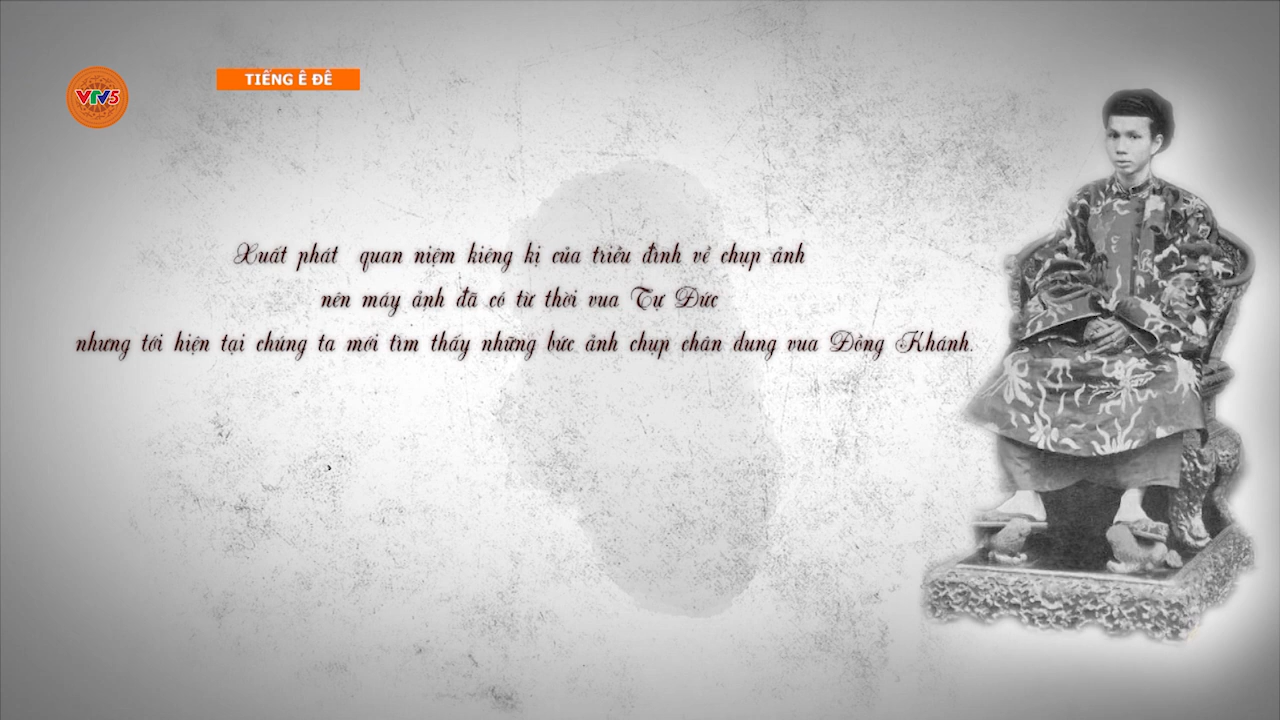 VTV5
TIẾNG Ê ĐÊ
Xuất phát quan niệm kiêng kị của triều đình về chụp ảnh
nên máy ảnh đã có từ thời vua Tự Đức
nhưng tới hiện tại chúng ta mới tìm thấy những bức ảnh chụp chân dung vua Đồng Khánh.